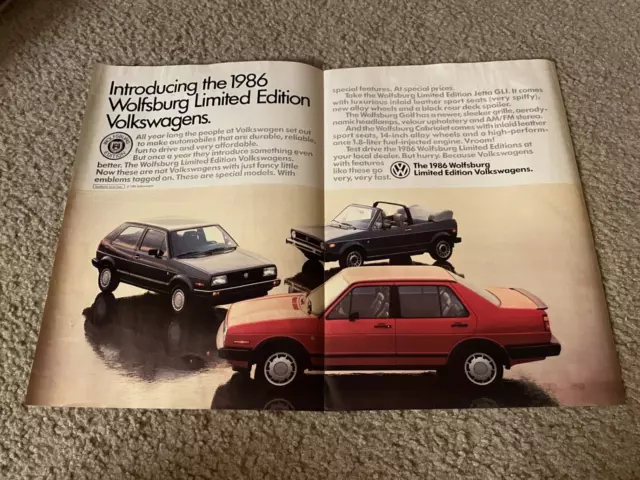 Introducing the 1986
Wolfsburg Limited Edition
Volkswagens.
All year long the people at Volkswagen set out
to make automobiles that are durable, reliable,
fun to drive and very affordable.
But once a year they introduce something even
better. The Wolfsburg Limited Edition Volkswagens.
Now these are not Volkswagens with just fancy little
emblems tagged on. These are special models. With
special features. At special prices.
Take the Wolfsburg Limited Edition Jetta GLI. It comes
with luxurious inlaid leather sport seats (very spiffy),
new alloy wheels and a black rear deck spoiler.
The Wolfsburg Golf has a newer, sleeker grille, aerody-
namic headlamps, velour upholstery and AM/FM stereo.
And the Wolfsburg Cabriolet comes with inlaid leather
sport seats, 14-inch alloy wheels and a high-perform-
ance 1.8-liter fuel-injected engine. Vroom!
Test drive the 1986 Wolfsburg Limited Editions at
your local dealer. But hurry. Because Volkswagens
with features
like these go
very, very fast.
The 1986 Wolfsburg
Limited Edition Volkswagens.